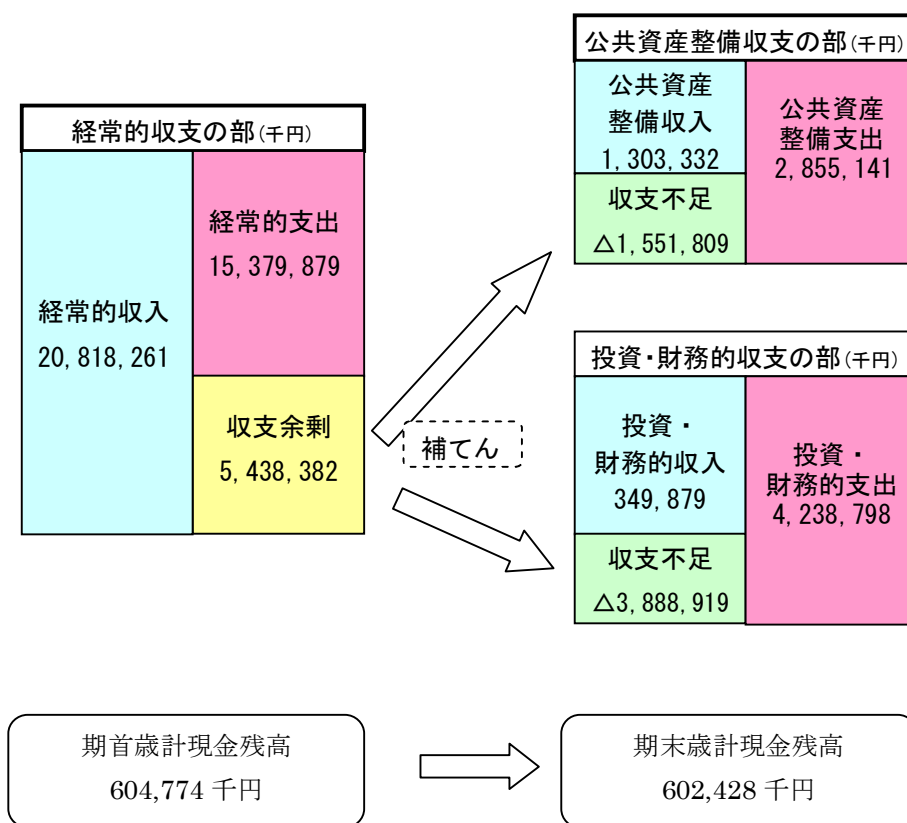 経常的収支の部(千円)
経常的収入
20,818,261
経常的支出
15,379,879
収支余剰
5,438,382
補てん
公共資産整備収支の部(千円)
公共資産
整備収入
1,303,332
収支不足
△1,551,809
公共資産
整備支出
2,855,141
投資・財務的収支の部(千円)
投資・
財務的収入
349,879
収支不足
△3,888,919
投資・
財務的支出
4,238,798
期首歳計現金残高
604,774 千円
期末歳計現金残高
602,428 千円